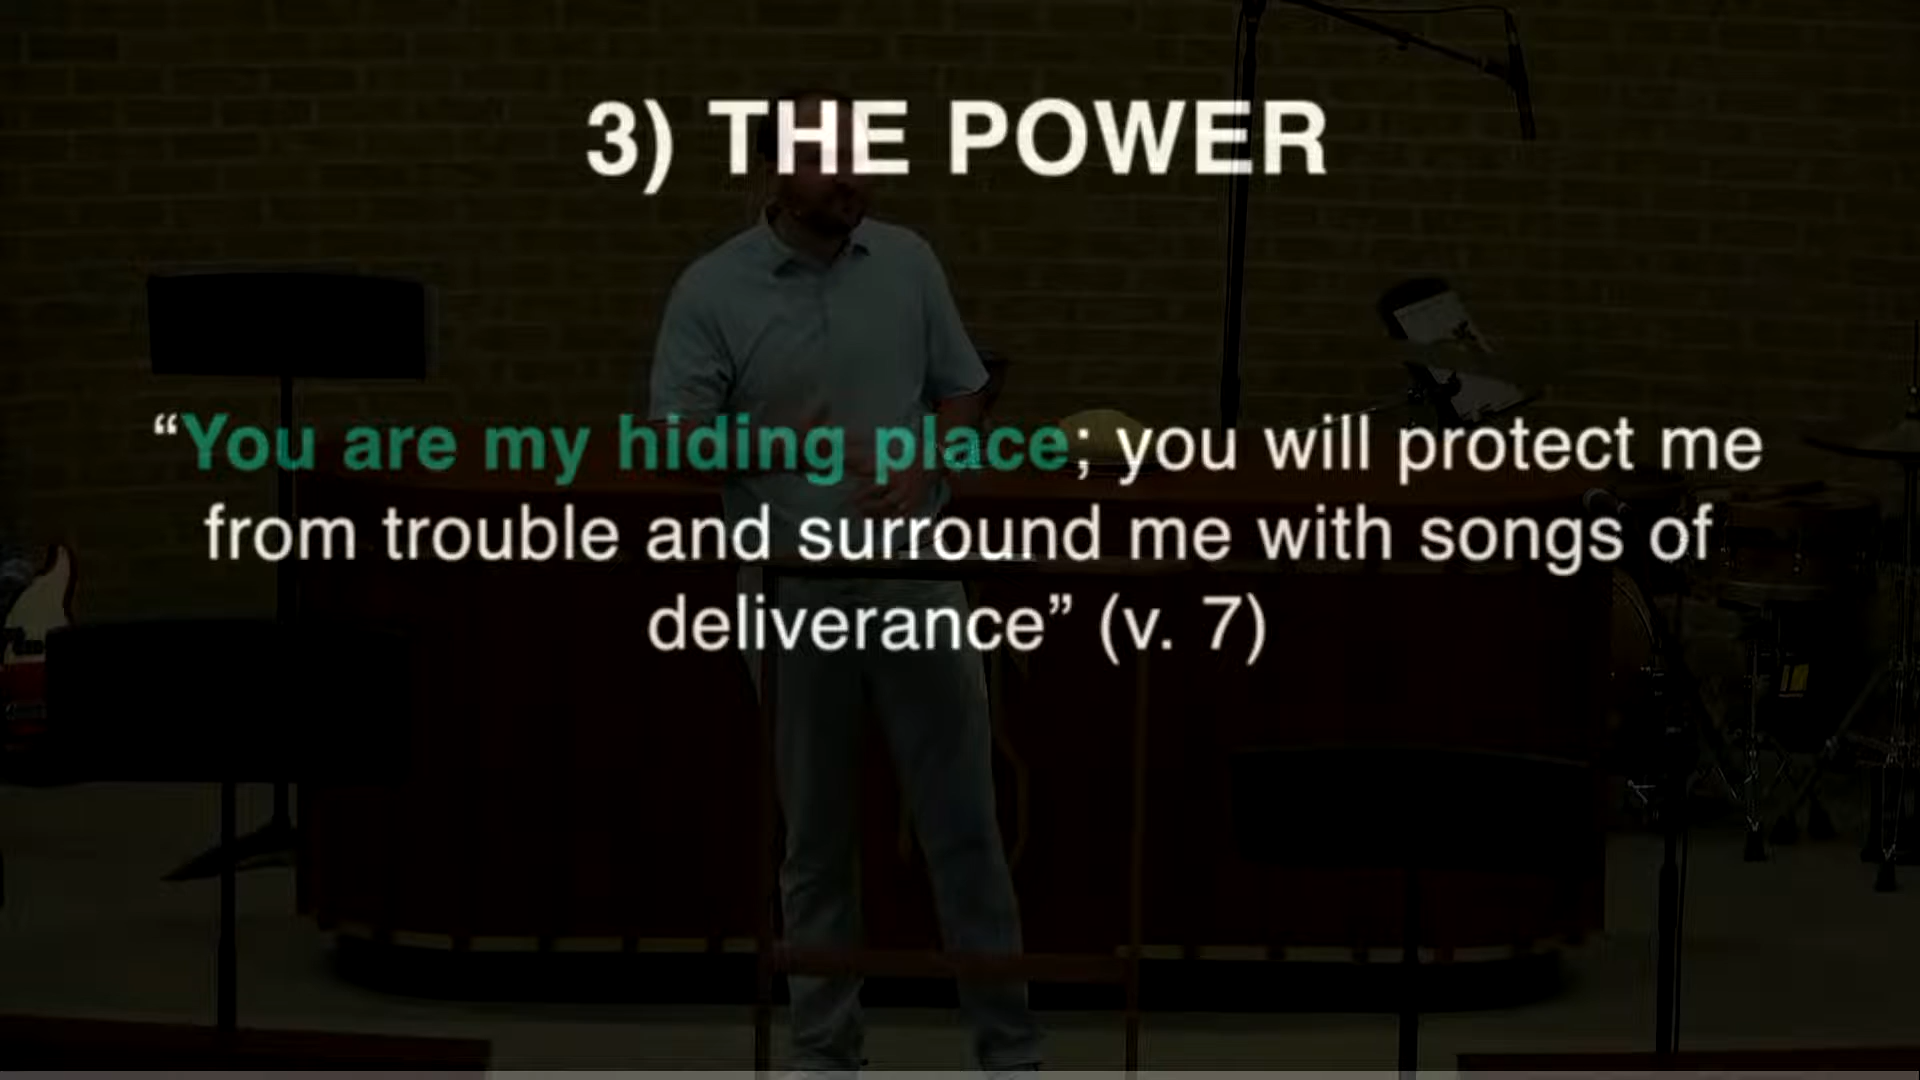 3) THE POWER
“You are my hiding place; you will protect me
from trouble and surround me with songs of
deliverance” (v. 7)